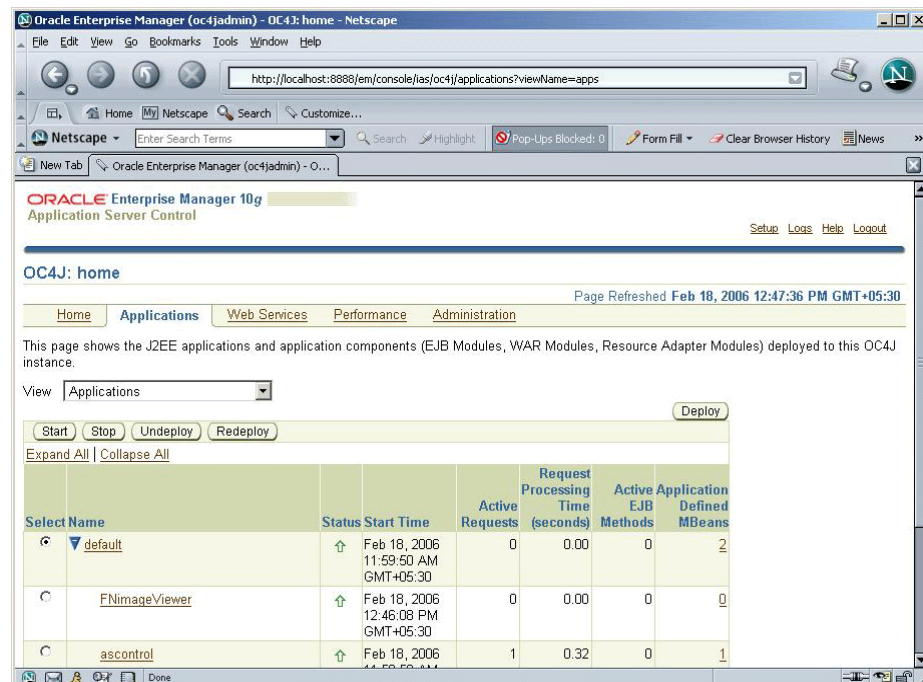 Oracle Enterprise Manager (oc4jadmin) - OC4J: home - Netscape
File Edit View Go Bookmarks Tools Window Help
http://localhost:8888/em/console/ias/oc4j/applications?viewName=apps
Home My Netscape Search Customize...
Netscape Enter Search Terms Search Highlight Pop-Ups Blocked: 0 Form Fill Clear Browser History News »
New Tab Oracle Enterprise Manager (oc4jadmin) - O...
ORACLE Enterprise Manager 10g
Application Server Control
Setup Logs Help Logout
OC4J: home
Page Refreshed Feb 18, 2006 12:47:36 PM GMT+05:30
Home Applications Web Services Performance Administration
This page shows the J2EE applications and application components (EJB Modules, WAR Modules, Resource Adapter Modules) deployed to this OC4J
instance.
View Applications
Deploy
Start Stop Undeploy Redeploy
Expand All | Collapse All
Select Name Status Start Time Active Requests Request Processing Time (seconds) Active EJB Methods Application Defined MBeans
default Feb 18, 2006 11:59:50 AM GMT+05:30 0 0.00 0 2
FNimageViewer Feb 18, 2006 12:46:08 PM GMT+05:30 0 0.00 0 0
ascontrol Feb 18, 2006 1 0.32 0 1
Done